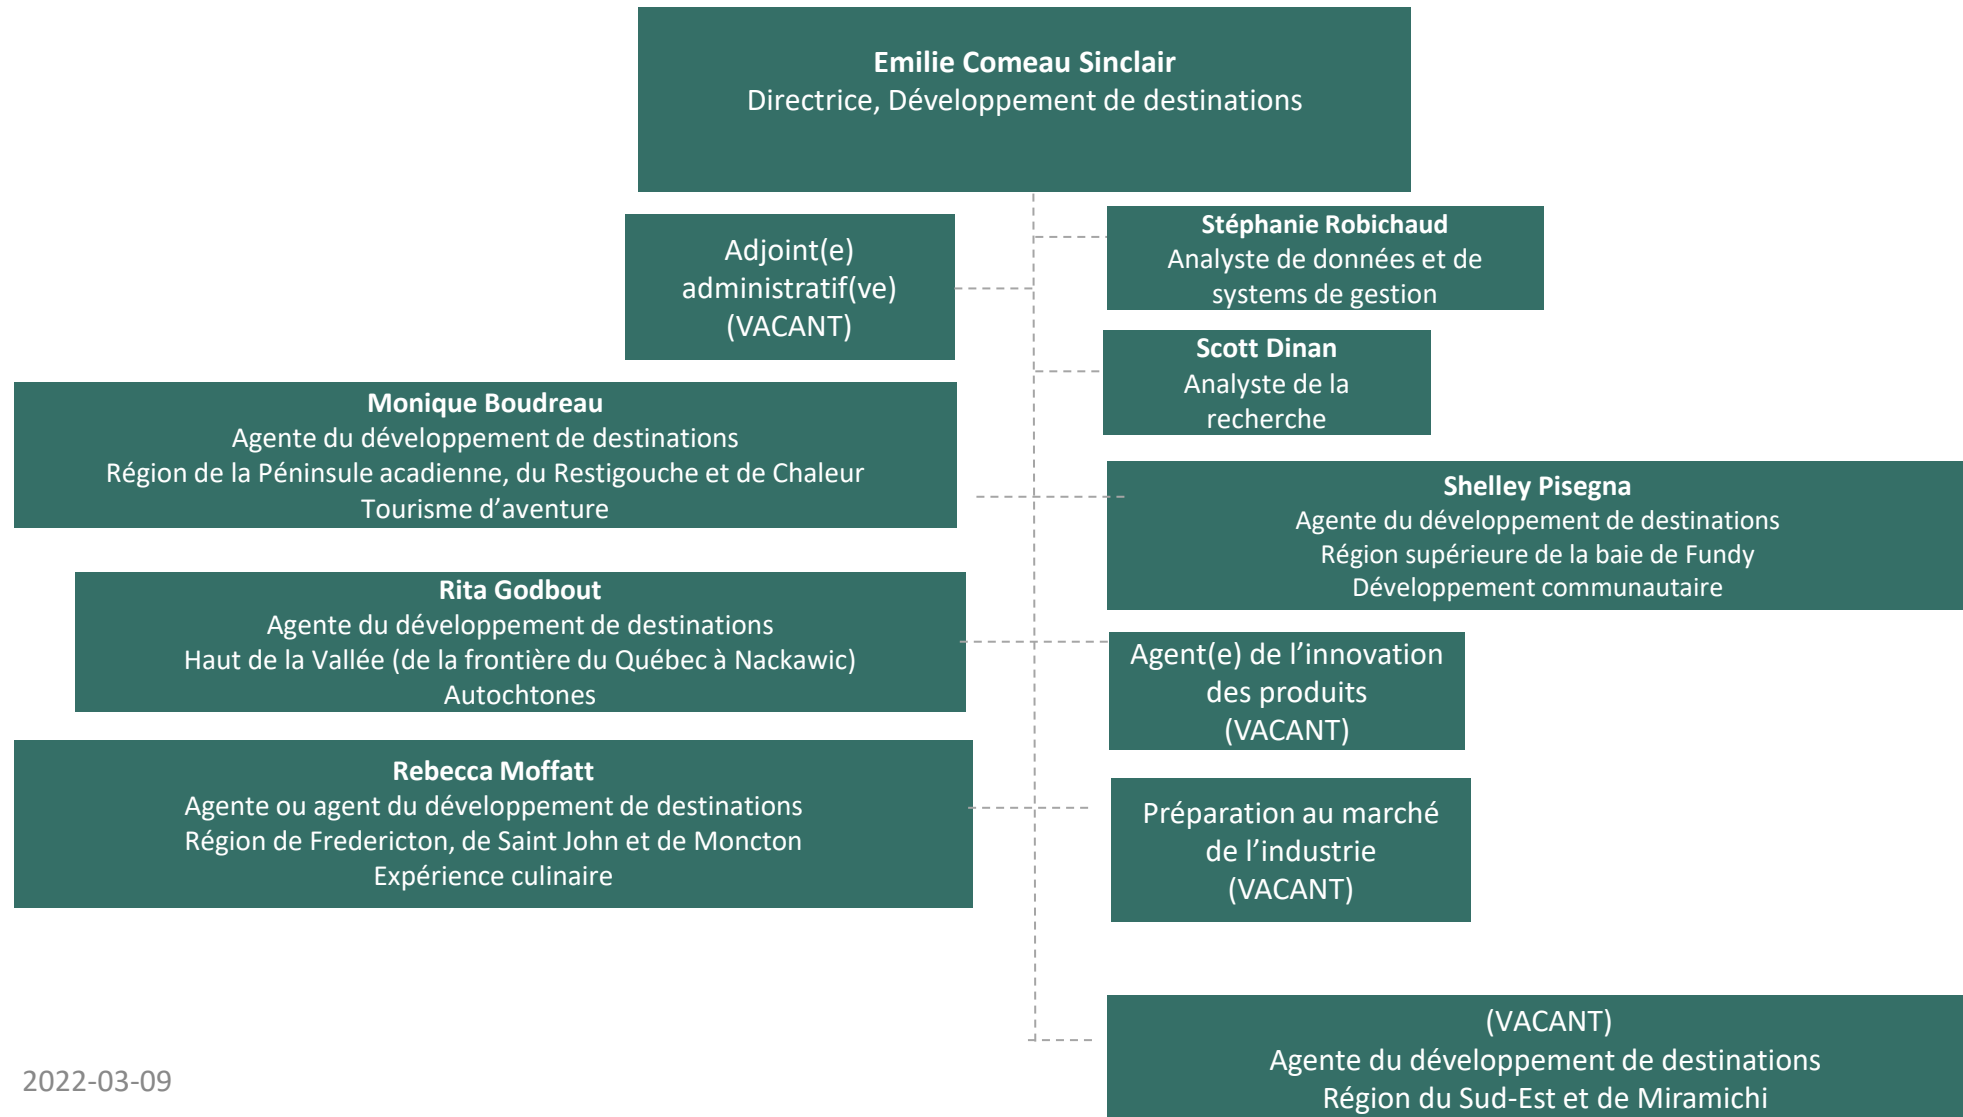 Emilie Comeau Sinclair
Directrice, Développement de destinations
Adjoint(e)
administratif(ve)
(VACANT)
Stéphanie Robichaud
Analyste de données et de
systems de gestion
Scott Dinan
Analyste de la
recherche
Monique Boudreau
Agente du développement de destinations
Région de la Péninsule acadienne, du Restigouche et de Chaleur
Tourisme d’aventure
Shelley Pisegna
Agente du développement de destinations
Région supérieure de la baie de Fundy
Développement communautaire
Rita Godbout
Agente du développement de destinations
Haut de la Vallée (de la frontière du Québec à Nackawic)
Autochtones
Agent(e) de l’innovation
des produits
(VACANT)
Rebecca Moffatt
Agente ou agent du développement de destinations
Région de Fredericton, de Saint John et de Moncton
Expérience culinaire
Préparation au marché
de l’industrie
(VACANT)
(VACANT)
Agente du développement de destinations
Région du Sud-Est et de Miramichi
2022-03-09